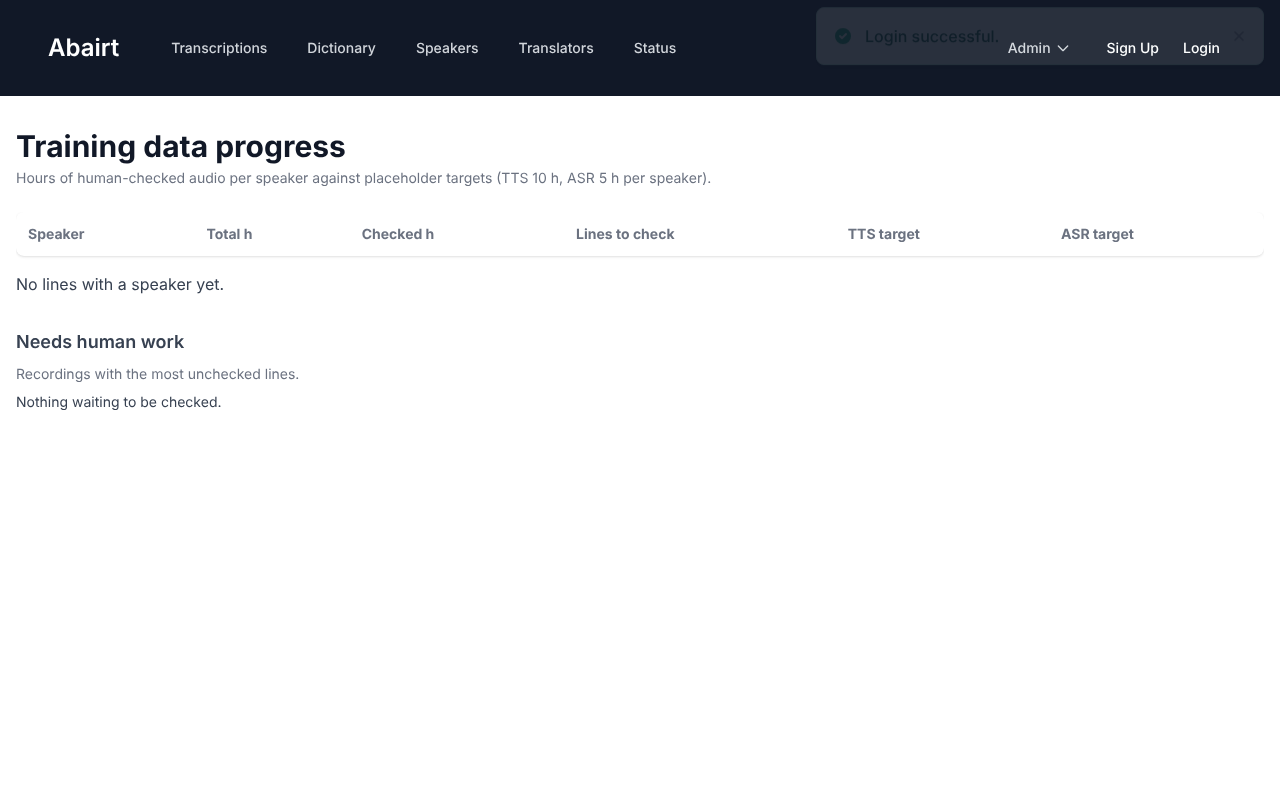 Abairt Transcriptions Dictionary Speakers Translators Status Login successful. Admin Sign Up Login
Training data progress
Hours of human-checked audio per speaker against placeholder targets (TTS 10 h, ASR 5 h per speaker).
Speaker Total h Checked h Lines to check TTS target ASR target
No lines with a speaker yet.
Needs human work
Recordings with the most unchecked lines.
Nothing waiting to be checked.